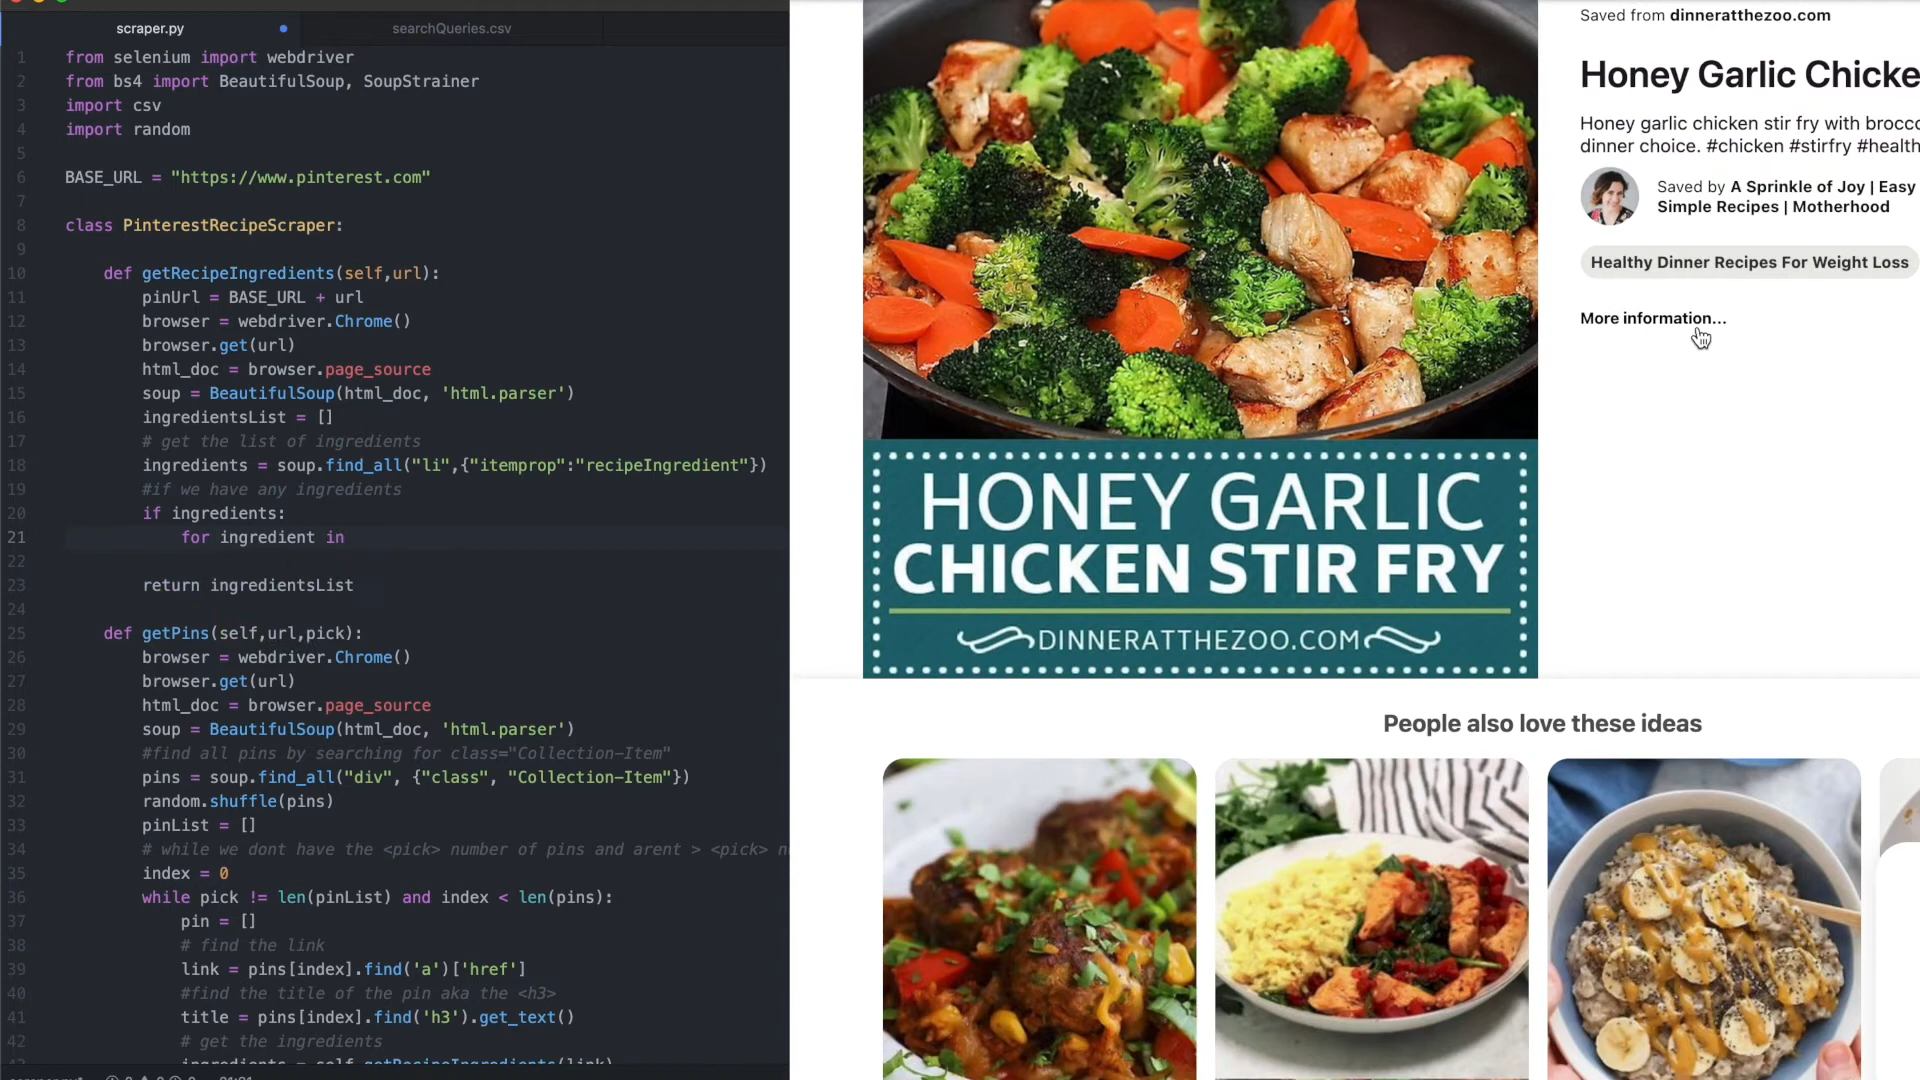 scraper.py
searchQueries.csv
1 from selenium import webdriver
2 from bs4 import BeautifulSoup, SoupStrainer
3 import csv
4 import random
5
6 BASE_URL = "https://www.pinterest.com"
7
8 class PinterestRecipeScraper:
9
10 def getRecipeIngredients(self,url):
11 pinUrl = BASE_URL + url
12 browser = webdriver.Chrome()
13 browser.get(url)
14 html_doc = browser.page_source
15 soup = BeautifulSoup(html_doc, 'html.parser')
16 ingredientsList = []
17 # get the list of ingredients
18 ingredients = soup.find_all("li",{"itemprop":"recipeIngredient"})
19 #if we have any ingredients
20 if ingredients:
21 for ingredient in
22
23 return ingredientsList
24
25 def getPins(self,url,pick):
26 browser = webdriver.Chrome()
27 browser.get(url)
28 html_doc = browser.page_source
29 soup = BeautifulSoup(html_doc, 'html.parser')
30 #find all pins by searching for class="Collection-Item"
31 pins = soup.find_all("div", {"class", "Collection-Item"})
32 random.shuffle(pins)
33 pinList = []
34 # while we dont have the <pick> number of pins and arent > <pick>
35 index = 0
36 while pick != len(pinList) and index < len(pins):
37 pin = []
38 # find the link
39 link = pins[index].find('a')['href']
40 #find the title of the pin aka the <h3>
41 title = pins[index].find('h3').get_text()
42 # get the ingredients
ingredients = self.getRecipeIngredients(link)
HONEY GARLIC
CHICKEN STIR FRY
DINNERATTHEZOO.COM
Saved from dinneratthezoo.com
Honey Garlic Chicke
Honey garlic chicken stir fry with brocco
dinner choice. #chicken #stirfry #health
Saved by A Sprinkle of Joy | Easy
Simple Recipes | Motherhood
Healthy Dinner Recipes For Weight Loss
More information...
People also love these ideas